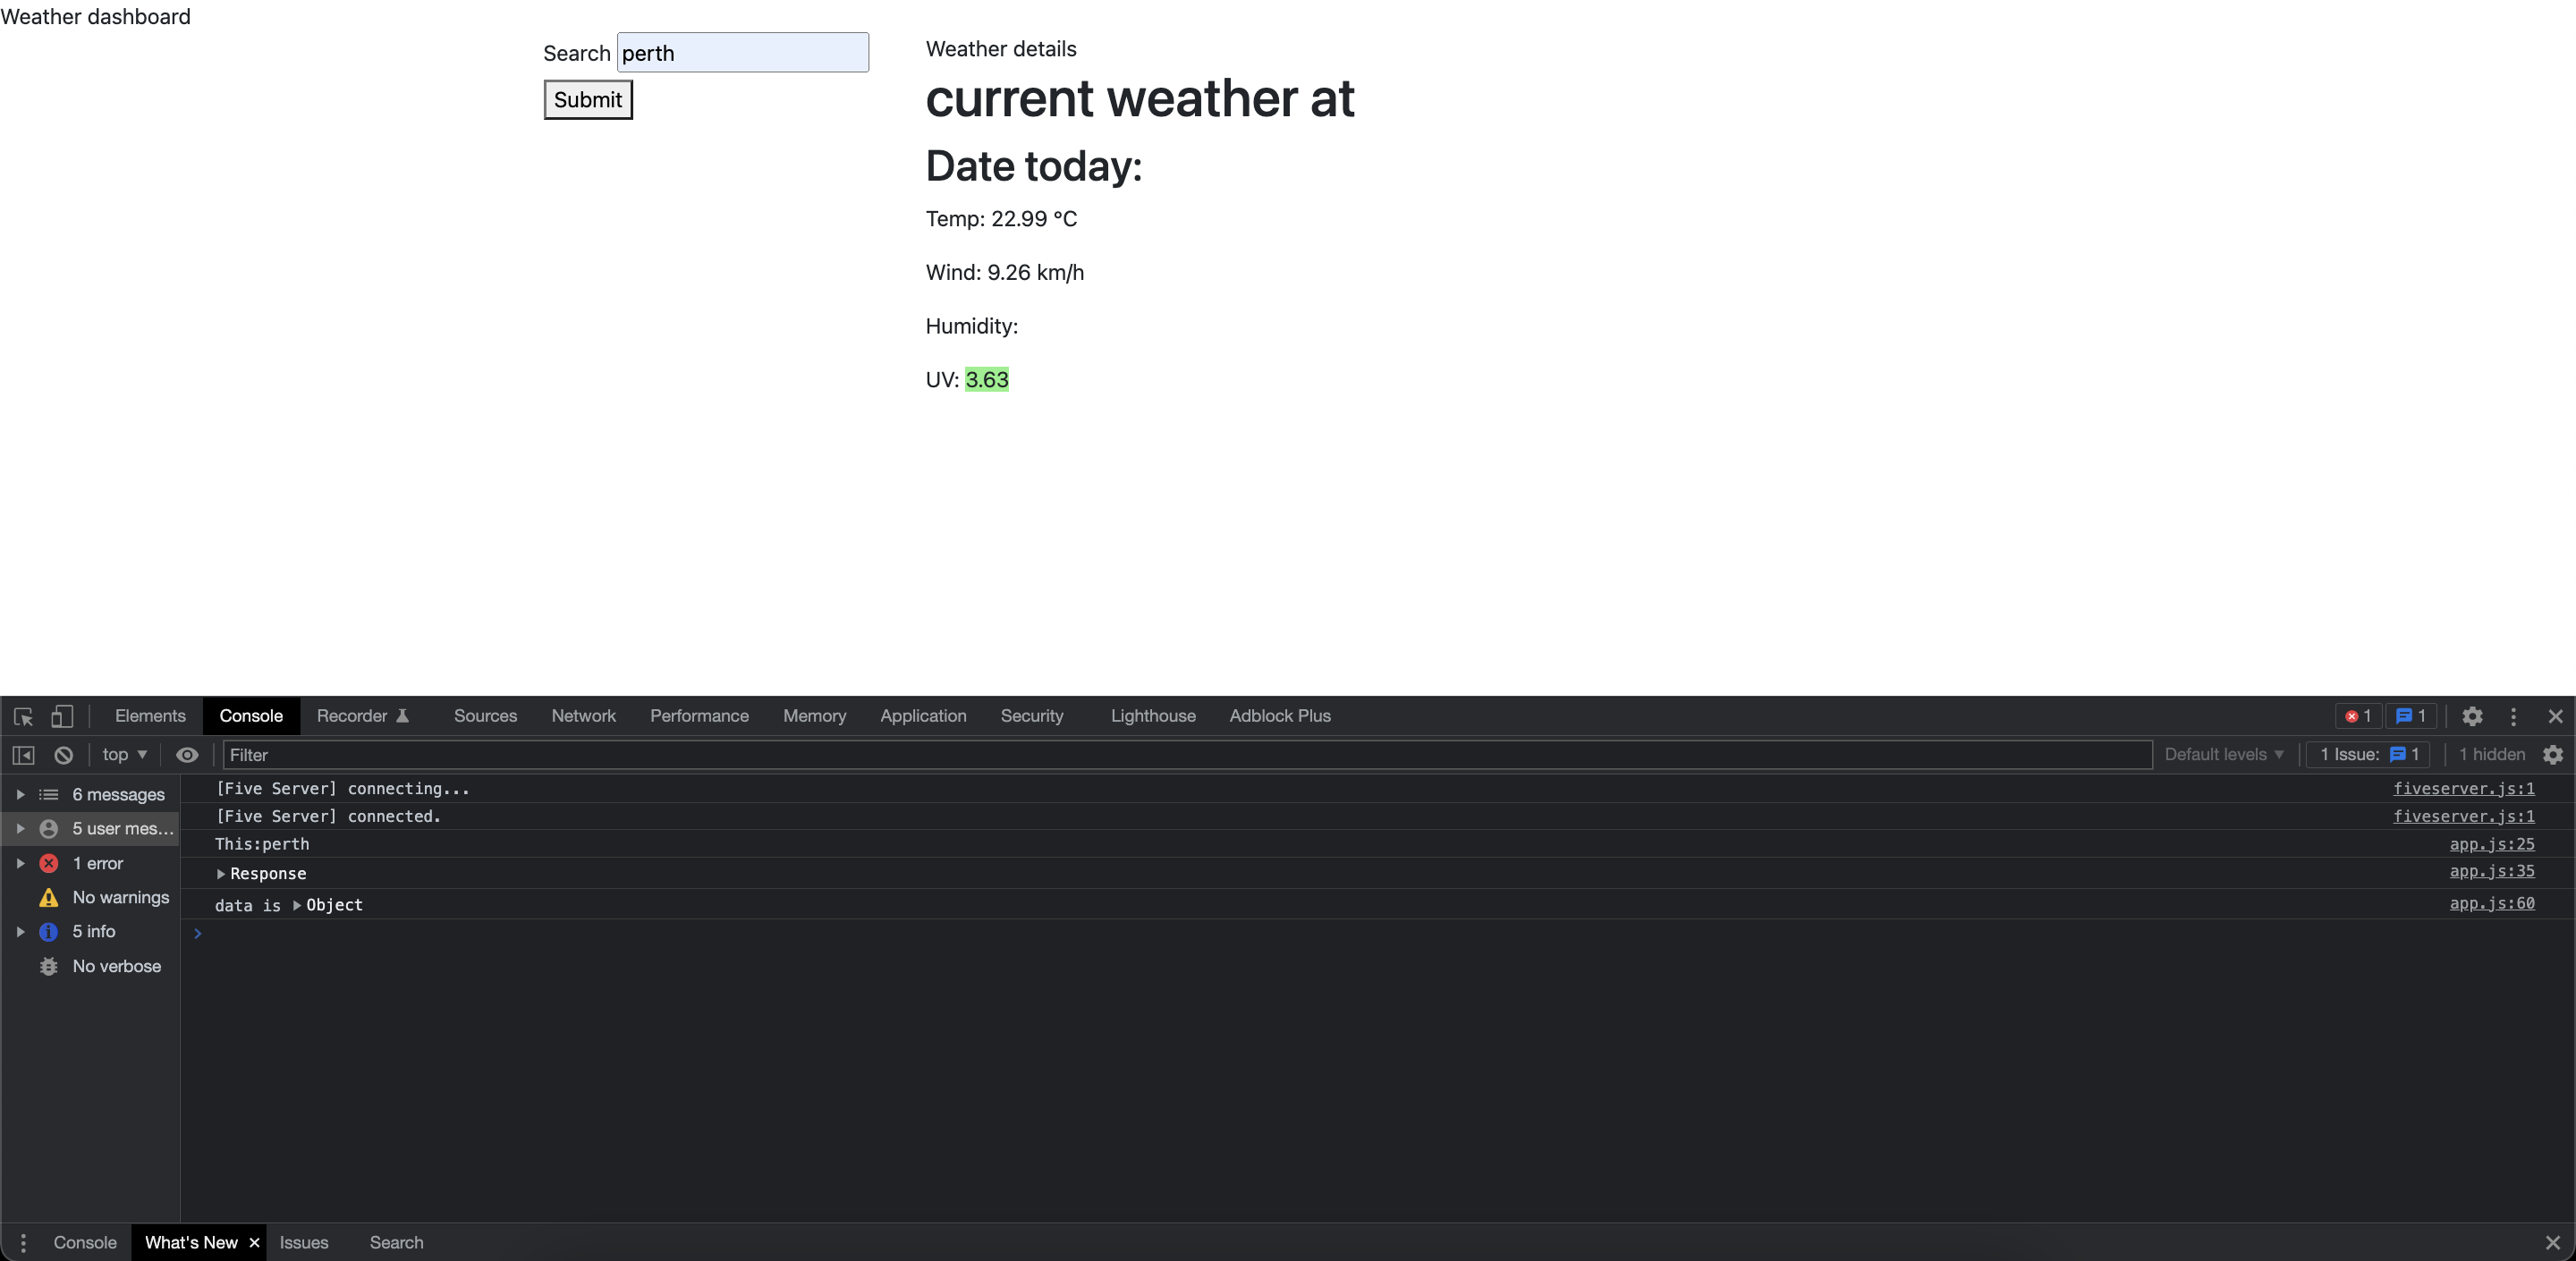 Weather dashboard
Search perth
Submit
Weather details
current weather at
Date today:
Temp: 22.99 °C
Wind: 9.26 km/h
Humidity:
UV: 3.63
Elements Console Recorder Sources Network Performance Memory Application Security Lighthouse Adblock Plus 1 1
top Filter Default levels 1 Issue: 1 1 hidden
6 messages
5 user mes...
1 error
No warnings
5 info
No verbose
[Five Server] connecting... fiveserver.js:1
[Five Server] connected. fiveserver.js:1
This:perth app.js:25
Response app.js:35
data is Object app.js:60
Console What's New Issues Search